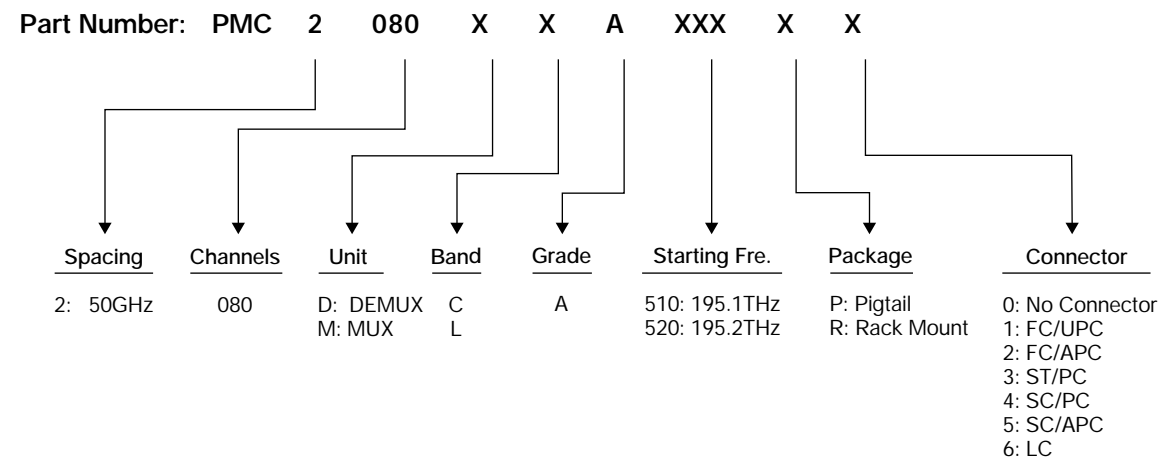 Part Number: PMC 2 080 X X A XXX X X
Spacing Channels Unit Band Grade Starting Fre. Package Connector
2: 50GHz 080 D: DEMUX C A 510: 195.1THz P: Pigtail 0: No Connector
M: MUX L 520: 195.2THz R: Rack Mount 1: FC/UPC
2: FC/APC
3: ST/PC
4: SC/PC
5: SC/APC
6: LC